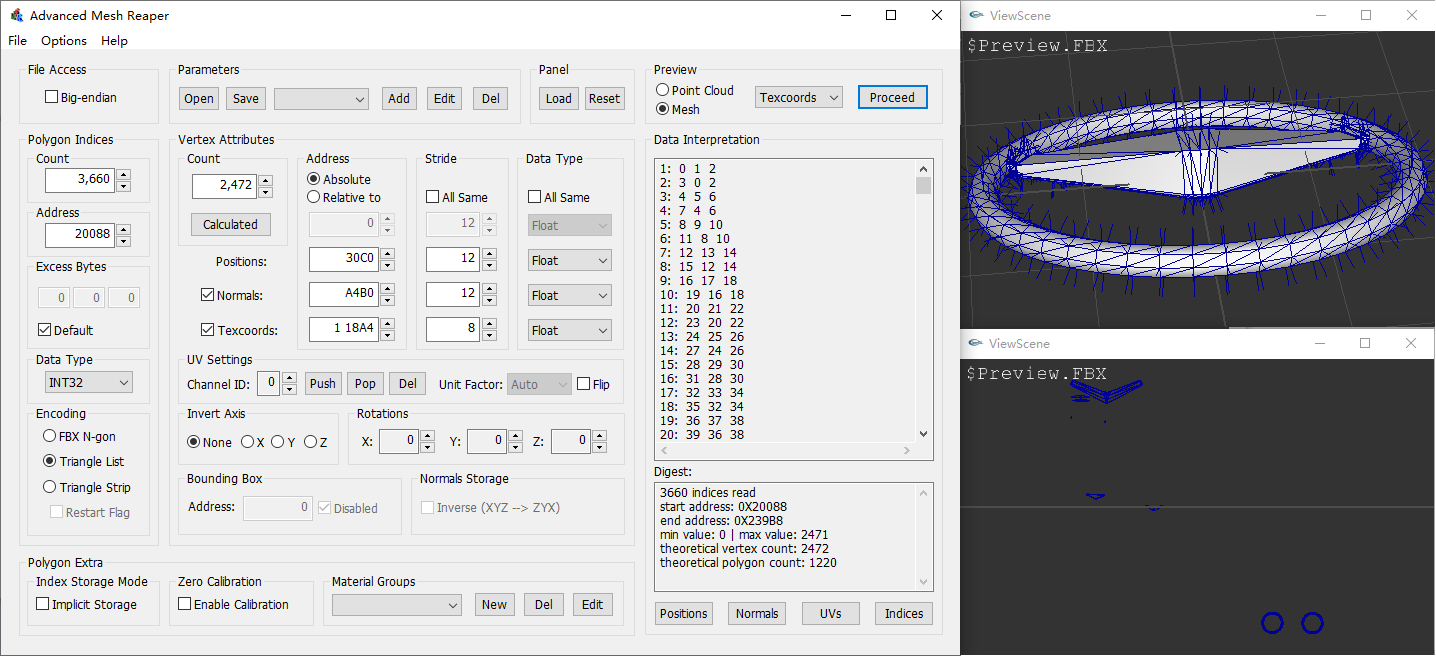 Advanced Mesh Reaper
File Options Help
File Access
Big-endian
Parameters
Open Save Add Edit Del
Panel
Load Reset
Preview
Point Cloud
Mesh
Texcoords
Proceed
Polygon Indices
Count
3,660
Address
20088
Excess Bytes
0 0 0
Default
Data Type
INT32
Encoding
FBX N-gon
Triangle List
Triangle Strip
Restart Flag
Vertex Attributes
Count
2,472
Calculated
Address
Absolute
Relative to
0
Stride
All Same
12
Data Type
All Same
Float
Positions: 30C0 12 Float
Normals: A4B0 12 Float
Texcoords: 1 18A4 8 Float
UV Settings
Channel ID: 0 Push Pop Del Unit Factor: Auto Flip
Invert Axis
None X Y Z
Rotations
X: 0 Y: 0 Z: 0
Bounding Box
Address: 0 Disabled
Normals Storage
Inverse (XYZ --> ZYX)
Polygon Extra
Index Storage Mode
Implicit Storage
Zero Calibration
Enable Calibration
Material Groups
New Del Edit
Data Interpretation
1: 0 1 2
2: 3 0 2
3: 4 5 6
4: 7 4 6
5: 8 9 10
6: 11 8 10
7: 12 13 14
8: 15 12 14
9: 16 17 18
10: 19 16 18
11: 20 21 22
12: 23 20 22
13: 24 25 26
14: 27 24 26
15: 28 29 30
16: 31 28 30
17: 32 33 34
18: 35 32 34
19: 36 37 38
20: 39 36 38
Digest:
3660 indices read
start address: 0X20088
end address: 0X239B8
min value: 0 | max value: 2471
theoretical vertex count: 2472
theoretical polygon count: 1220
Positions Normals UVs Indices
ViewScene
$Preview.FBX
ViewScene
$Preview.FBX